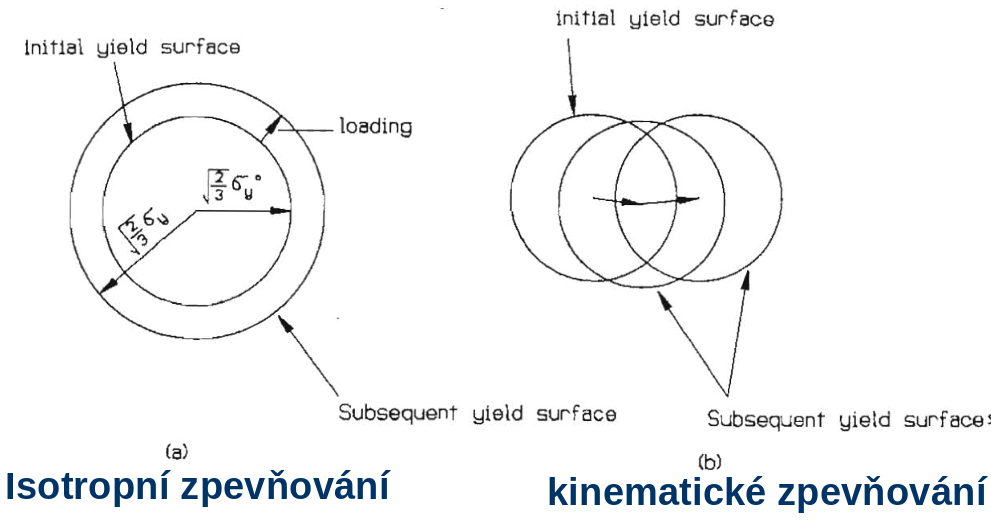 initial yield surface
loading
√2/3 σy°
√2/3 σy
Subsequent yield surface
(a)
Isotropní zpevňování
initial yield surface
Subsequent yield surface:
(b)
kinematické zpevňování